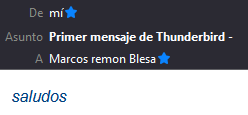 De mí
Asunto Primer mensaje de Thunderbird -
A Marcos remon Blesa
saludos